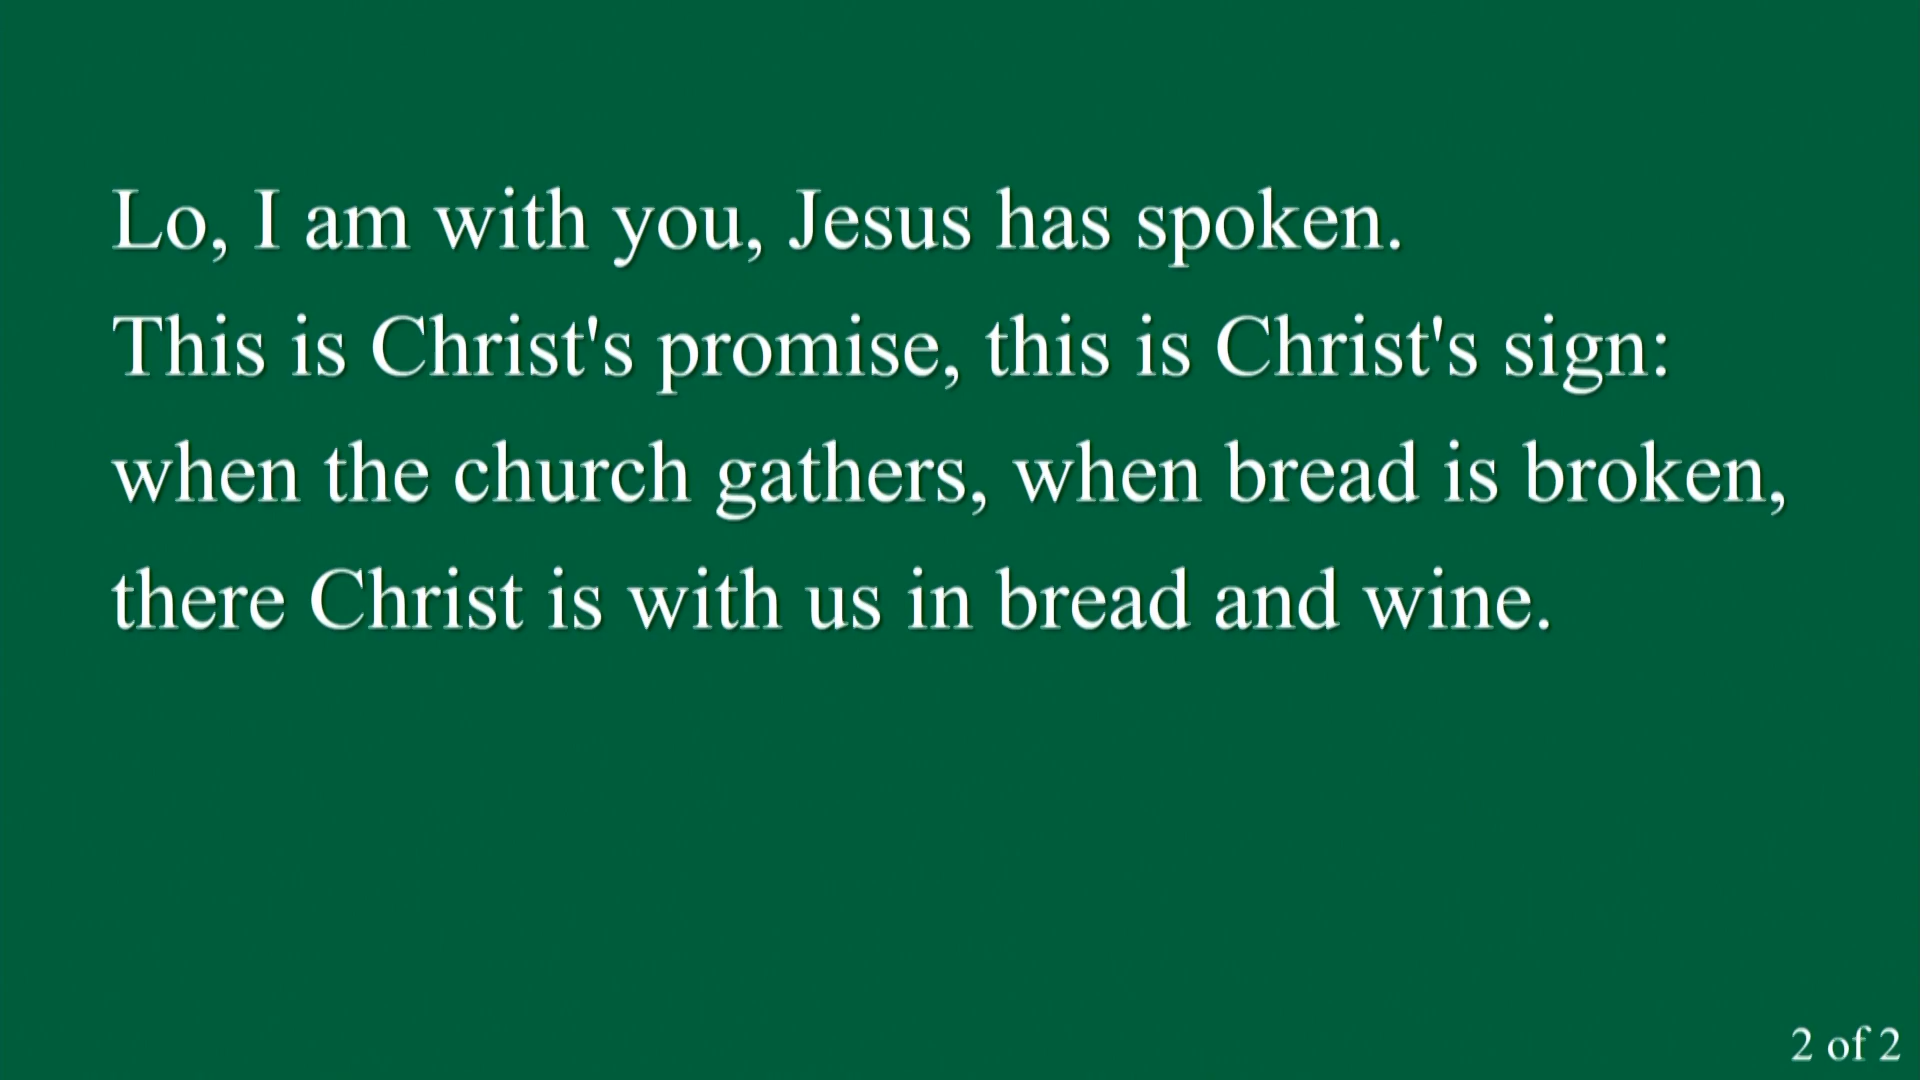 Lo, I am with you, Jesus has spoken.
This is Christ's promise, this is Christ's sign:
when the church gathers, when bread is broken,
there Christ is with us in bread and wine.
2 of 2